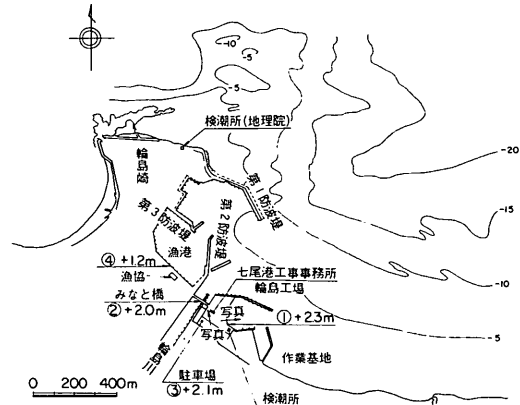 -10
-5
-5
検潮所(地理院)
輪島崎
第1防波堤
第2防波堤
第3防波堤
漁港
-20
-15
④ +1.2m
漁協
七尾港工事事務所
輪島工場
みなと橋
② +2.0m
写真
① +2.3m
-5
写真
作業基地
駐車場
③ +2.1m
検潮所
0 200 400m